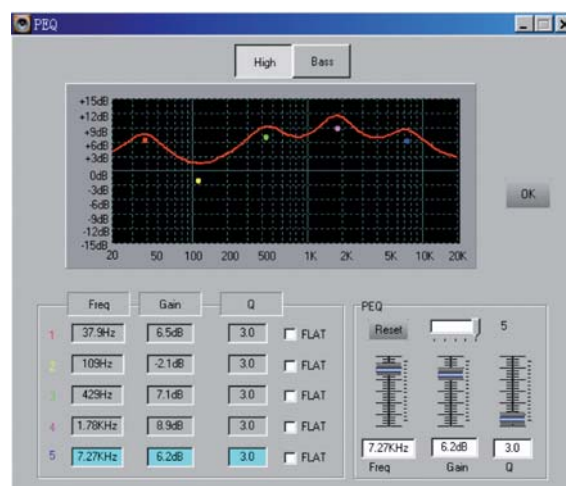 PEQ
High Bass
+15dB
+12dB
+9dB
+6dB
+3dB
0dB
-3dB
-6dB
-9dB
-12dB
-15dB
20 50 100 200 500 1K 2K 5K 10K 20K
OK
Freq Gain Q
1 37.9Hz 6.5dB 3.0 FLAT
2 109Hz -2.1dB 3.0 FLAT
3 429Hz 7.1dB 3.0 FLAT
4 1.78KHz 8.9dB 3.0 FLAT
5 7.27KHz 6.2dB 3.0 FLAT
PEQ
Reset 5
7.27KHz 6.2dB 3.0
Freq Gain Q